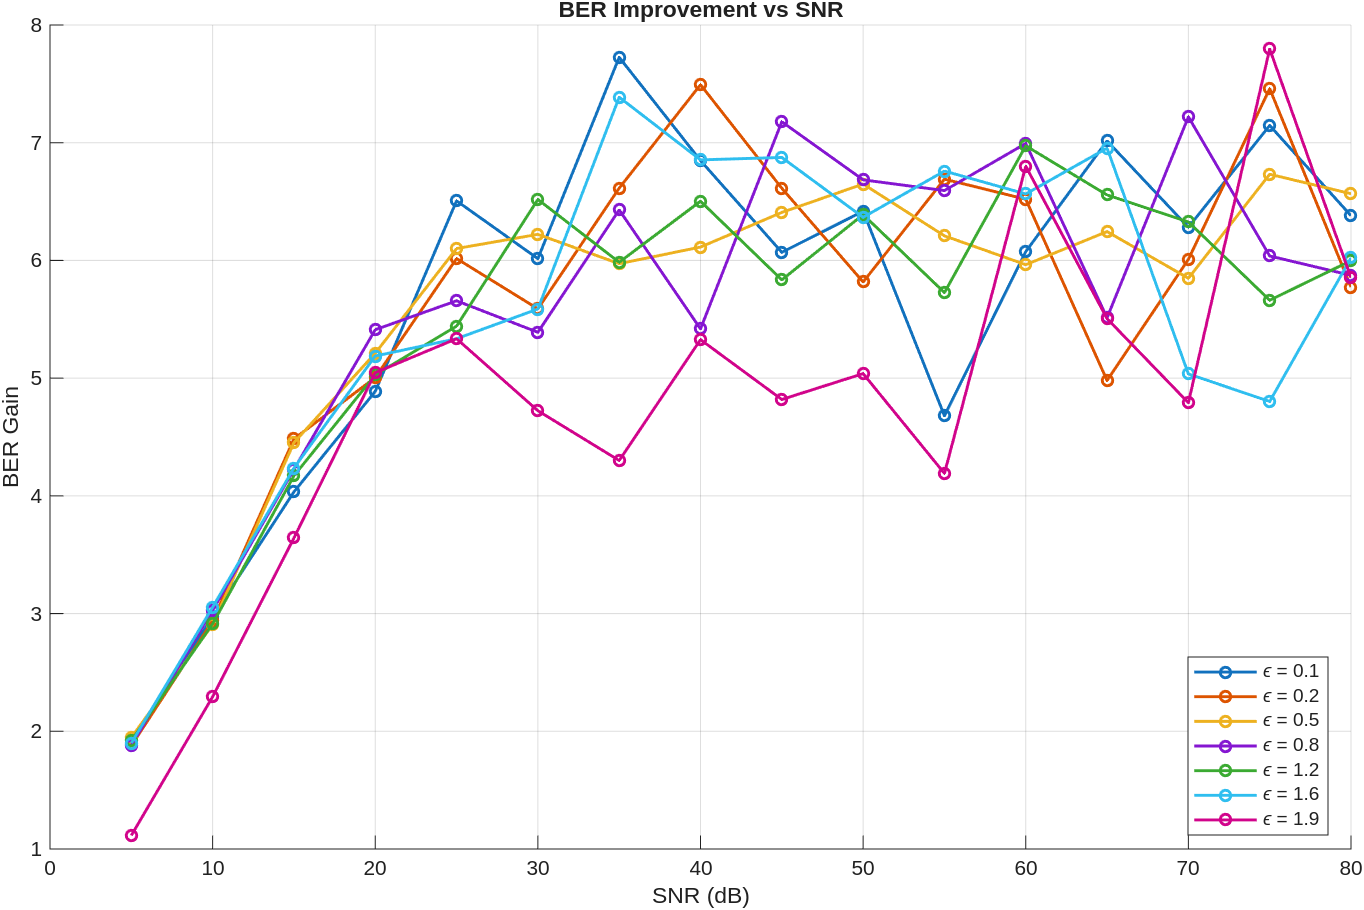 BER Improvement vs SNR
8
7
6
5
4
3
2
1
BER Gain
0 10 20 30 40 50 60 70 80
SNR (dB)
ϵ = 0.1
ϵ = 0.2
ϵ = 0.5
ϵ = 0.8
ϵ = 1.2
ϵ = 1.6
ϵ = 1.9